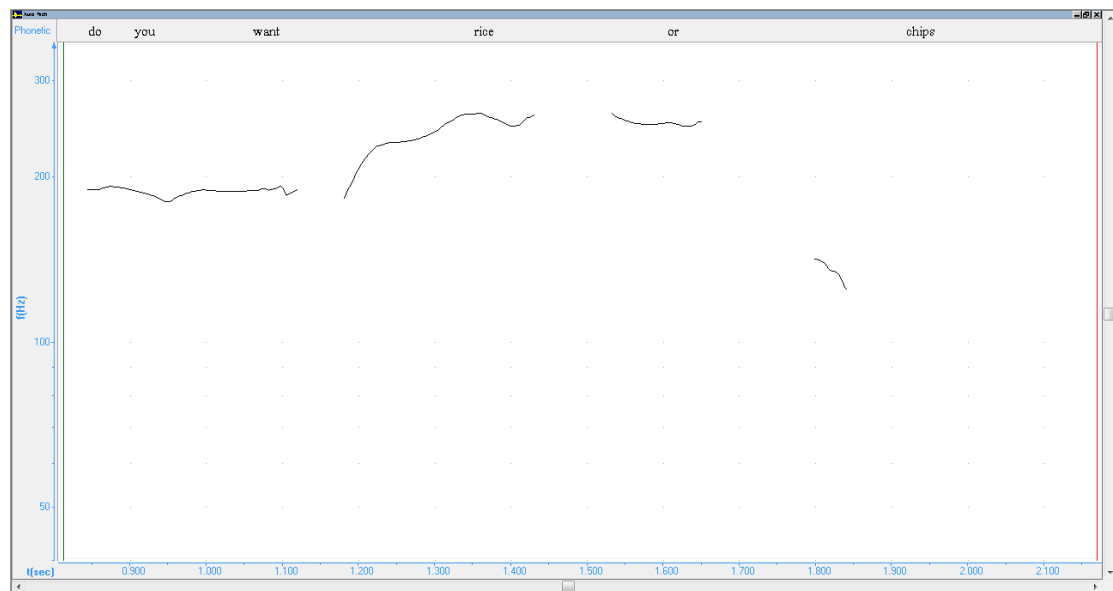 Auto Pitch
Phonetic do you want rice or chips
300
200
100
50
f(Hz)
t(sec) 0.900 1.000 1.100 1.200 1.300 1.400 1.500 1.600 1.700 1.800 1.900 2.000 2.100